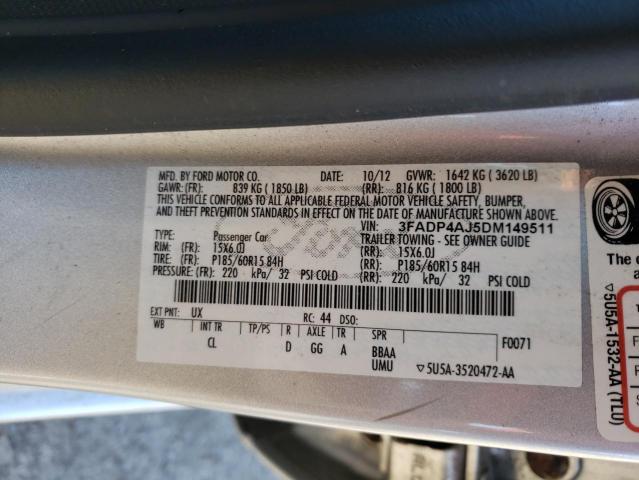 MFD. BY FORD MOTOR CO. DATE: 10/12 GVWR: 1642 KG ( 3620 LB)
GAWR: (FR): 839 KG ( 1850 LB) (RR): 816 KG ( 1800 LB)
THIS VEHICLE CONFORMS TO ALL APPLICABLE FEDERAL MOTOR VEHICLE SAFETY, BUMPER,
AND THEFT PREVENTION STANDARDS IN EFFECT ON THE DATE OF MANUFACTURE SHOWN ABOVE.
VIN: 3FADP4AJ5DM149511
TYPE: Passenger Car TRAILER TOWING - SEE OWNER GUIDE
RIM: (FR): 15X6.0J (RR): 15X6.0J
TIRE: (FR): P185/60R15 84H (RR): P185/60R15 84H
PRESSURE: (FR): 220 kPa/ 32 PSI COLD (RR): 220 kPa/ 32 PSI COLD
EXT PNT: UX RC: 44 DSO:
WB INT TR TP/PS R AXLE TR SPR F0071
CL D GG A BBAA
UMU ▽5U5A-3520472-AA
The
▽5U5A-1532-AA (TLU)